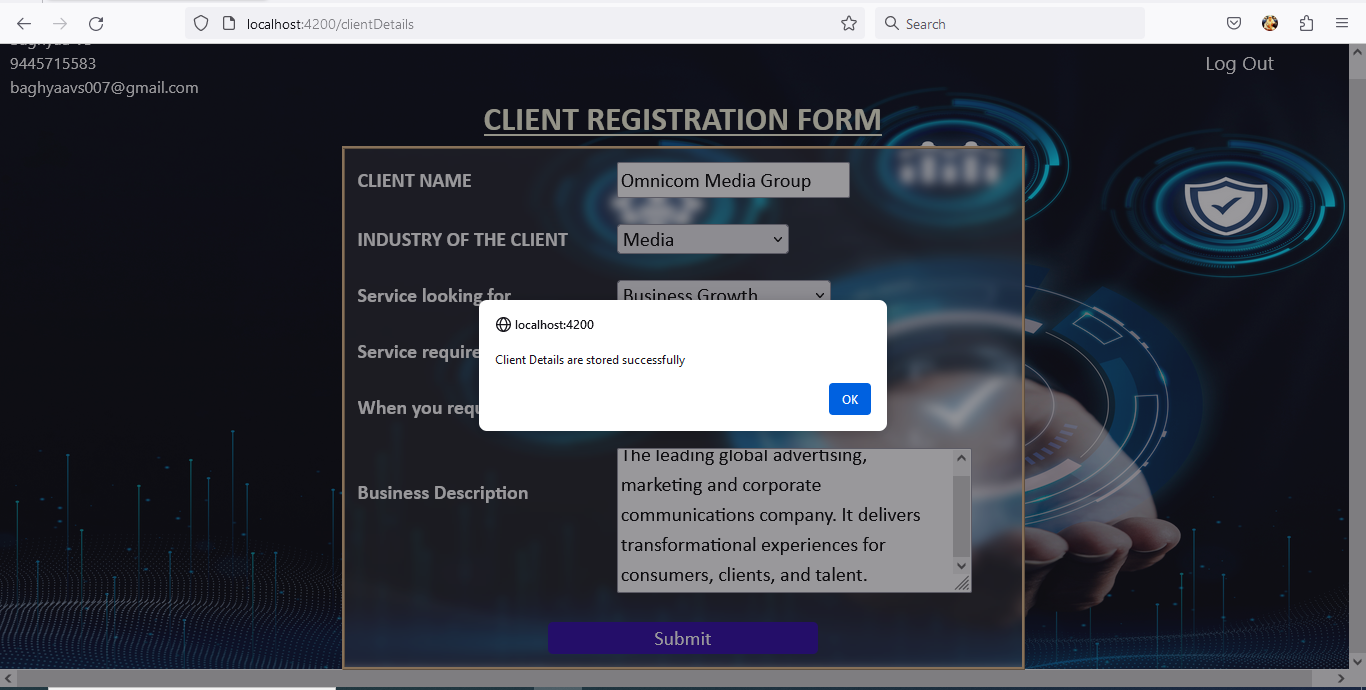 localhost:4200/clientDetails
Search
9445715583
baghyaavs007@gmail.com
Log Out
CLIENT REGISTRATION FORM
CLIENT NAME
Omnicom Media Group
INDUSTRY OF THE CLIENT
Media
Service looking for
Business Growth
localhost:4200
Client Details are stored successfully
OK
Service require
When you requ
Business Description
The leading global advertising,
marketing and corporate
communications company. It delivers
transformational experiences for
consumers, clients, and talent.
Submit